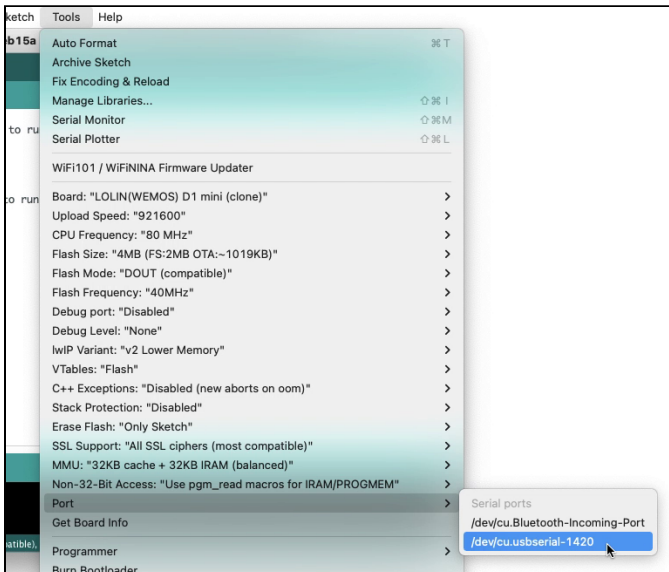 ketch Tools Help
b15a
Auto Format ⌘ T
Archive Sketch
Fix Encoding & Reload
Manage Libraries... ⇧ ⌘ I
Serial Monitor ⇧ ⌘ M
Serial Plotter ⇧ ⌘ L
to ru
WiFi101 / WiFiNINA Firmware Updater
to run
Board: "LOLIN(WEMOS) D1 mini (clone)"
Upload Speed: "921600"
CPU Frequency: "80 MHz"
Flash Size: "4MB (FS:2MB OTA:~1019KB)"
Flash Mode: "DOUT (compatible)"
Flash Frequency: "40MHz"
Debug port: "Disabled"
Debug Level: "None"
lwIP Variant: "v2 Lower Memory"
VTables: "Flash"
C++ Exceptions: "Disabled (new aborts on oom)"
Stack Protection: "Disabled"
Erase Flash: "Only Sketch"
SSL Support: "All SSL ciphers (most compatible)"
MMU: "32KB cache + 32KB IRAM (balanced)"
Non-32-Bit Access: "Use pgm_read macros for IRAM/PROGMEM"
Port
Serial ports
/dev/cu.Bluetooth-Incoming-Port
/dev/cu.usbserial-1420
Get Board Info
atible),
Programmer
Burn Bootloader